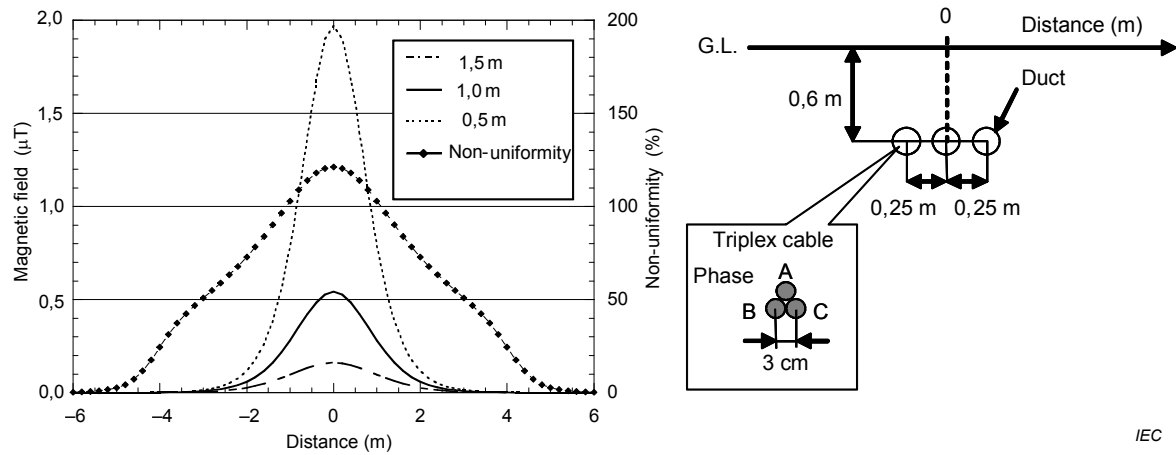 2,0
1,5
1,0
0,5
0,0
Magnetic field (μT)
200
150
100
50
0
Non-uniformity (%)
–6
–4
–2
0
2
4
6
Distance (m)
1,5 m
1,0 m
0,5 m
Non-uniformity
0
Distance (m)
G.L.
0,6 m
Duct
0,25 m 0,25 m
Triplex cable
Phase
A
B C
3 cm
IEC